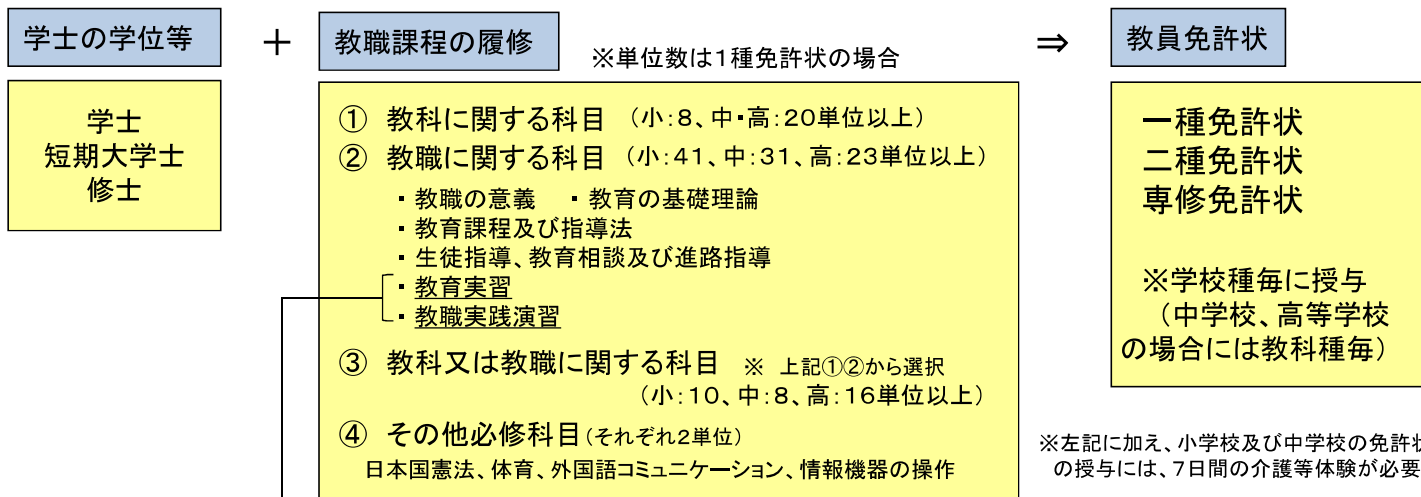 学士の学位等
＋
教職課程の履修
※単位数は1種免許状の場合
⇒
教員免許状
学士
短期大学士
修士
① 教科に関する科目 （小：8、中・高：20単位以上）
② 教職に関する科目 （小：41、中：31、高：23単位以上）
・教職の意義 ・教育の基礎理論
・教育課程及び指導法
・生徒指導、教育相談及び進路指導
・教育実習
・教職実践演習
③ 教科又は教職に関する科目 ※ 上記①②から選択
（小：10、中：8、高：16単位以上）
④ その他必修科目（それぞれ2単位）
日本国憲法、体育、外国語コミュニケーション、情報機器の操作
一種免許状
二種免許状
専修免許状
※学校種毎に授与
（中学校、高等学校
の場合には教科種毎）
※左記に加え、小学校及び中学校の免許状
の授与には、7日間の介護等体験が必要